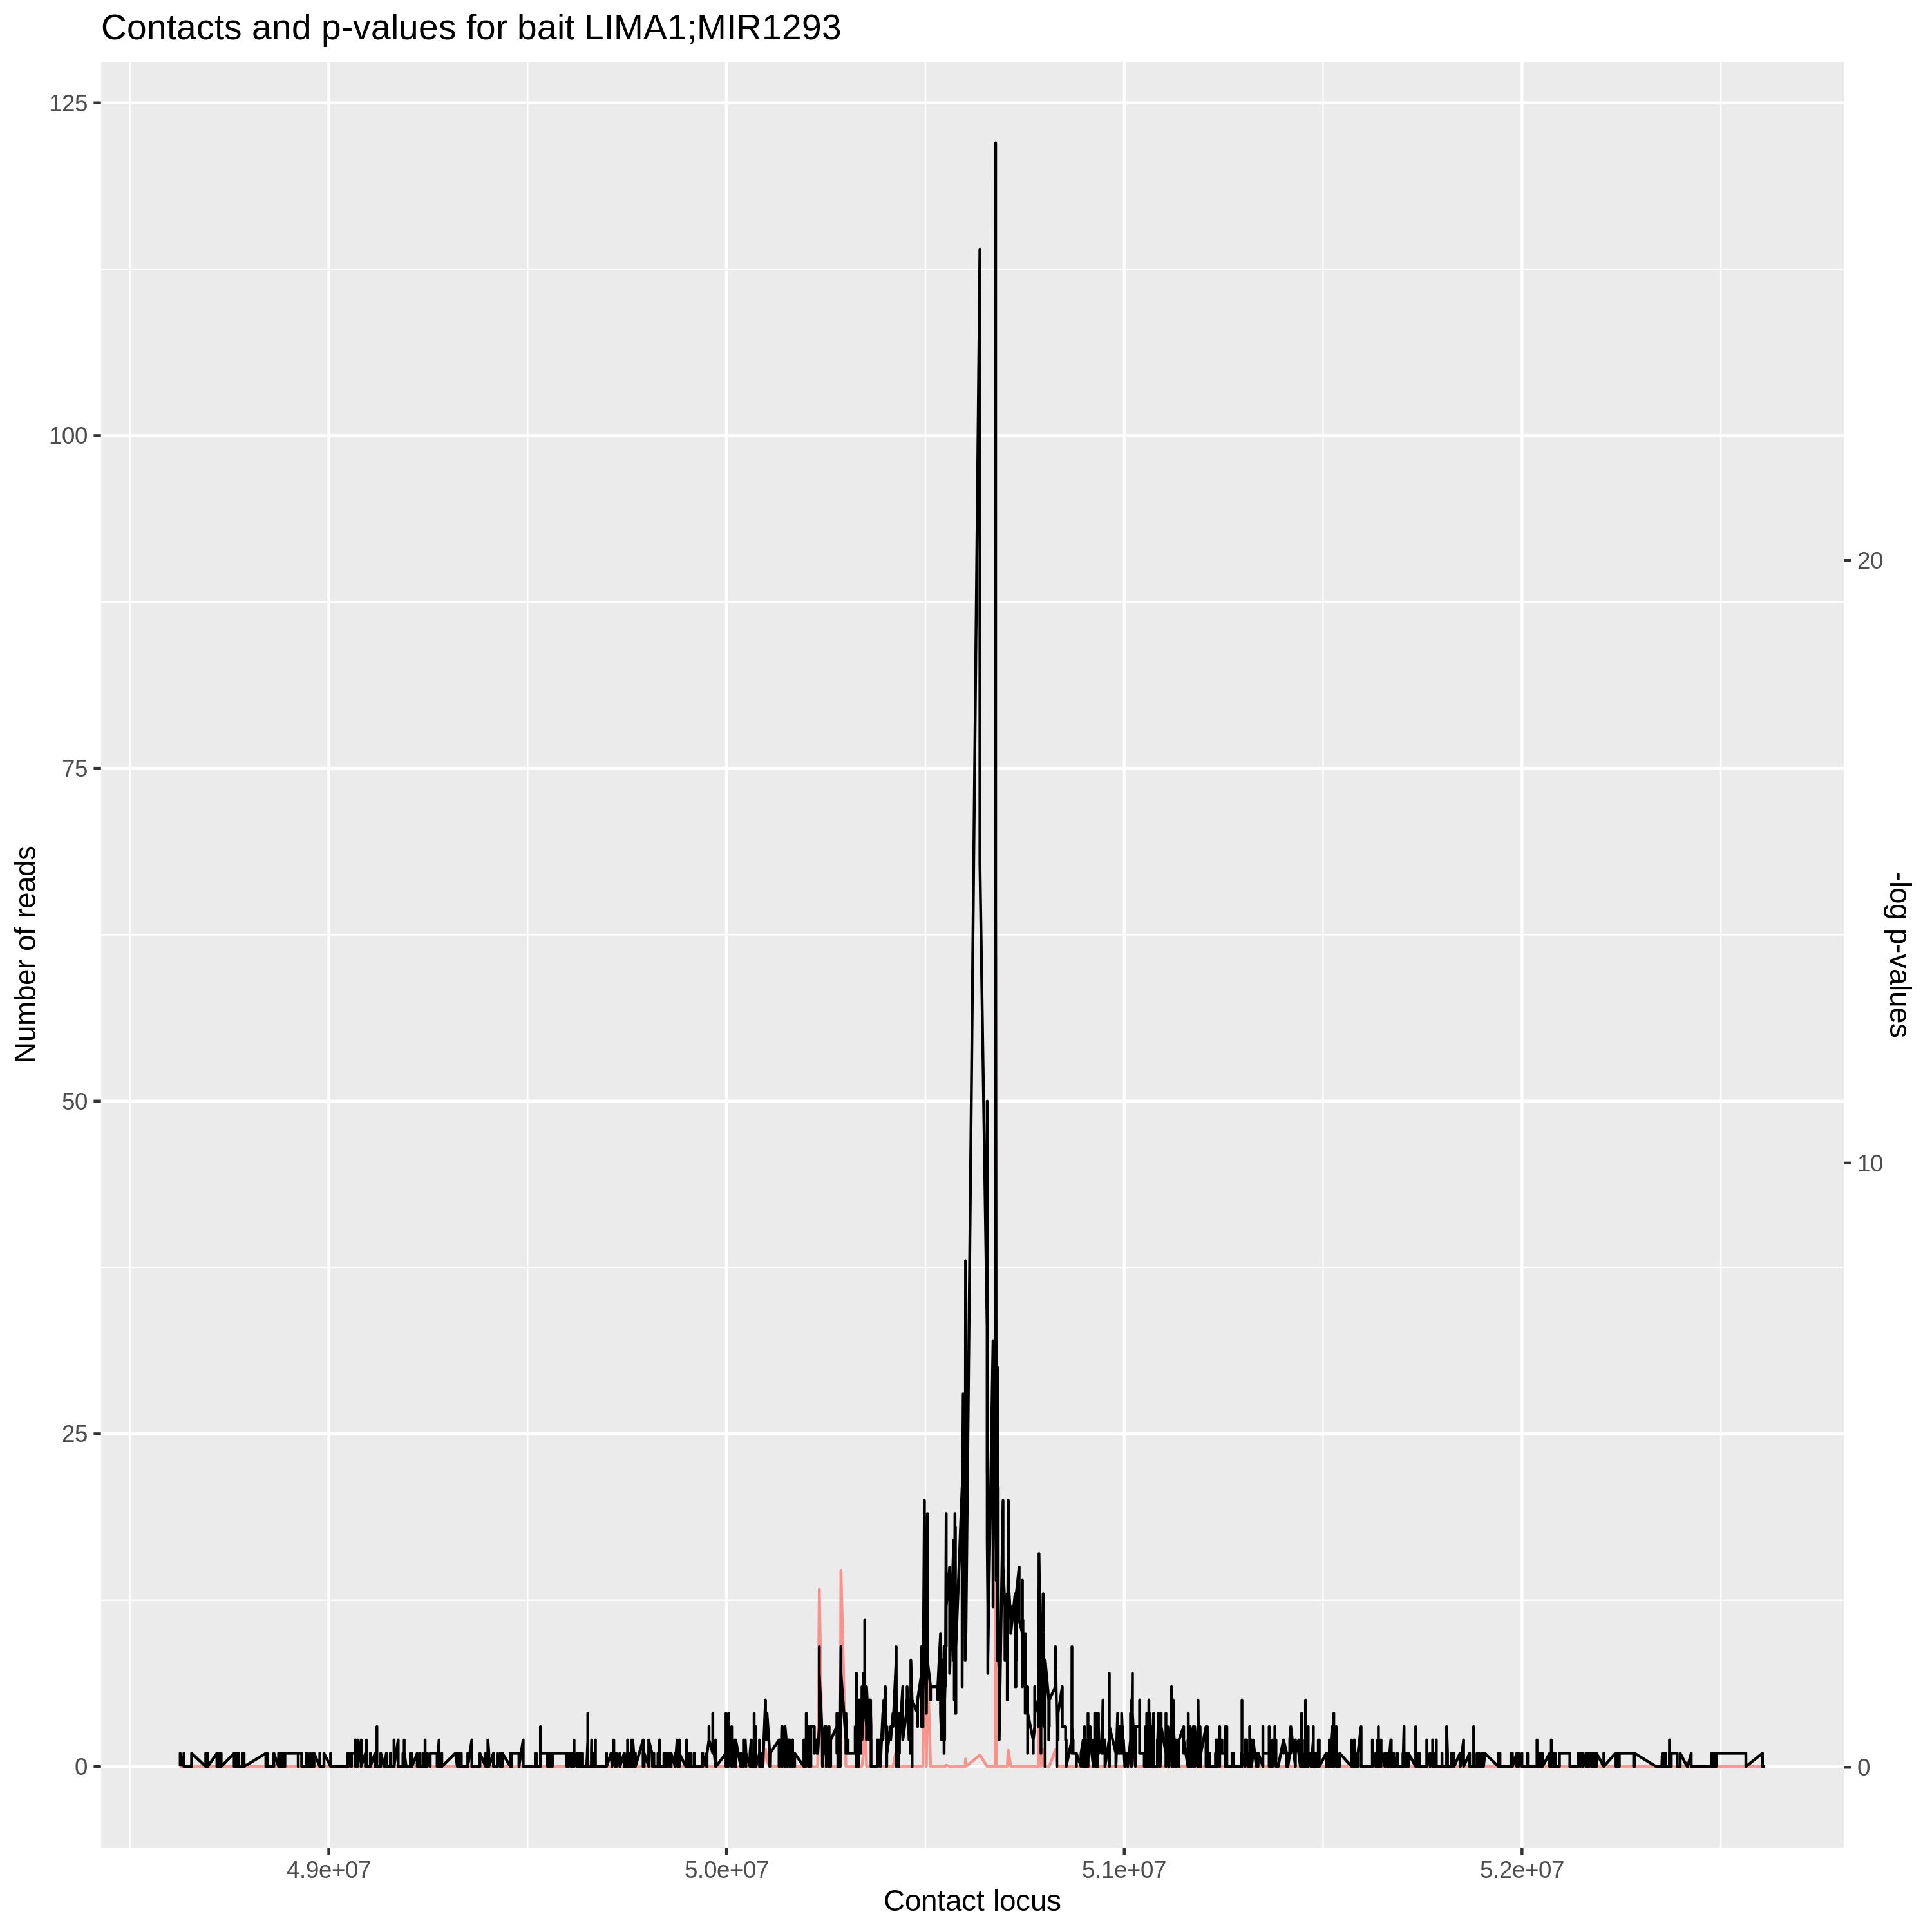 Contacts and p-values for bait LIMA1;MIR1293
125
100
75
50
25
0
Number of reads
20
10
0
-log p-values
4.9e+07 5.0e+07 5.1e+07 5.2e+07
Contact locus